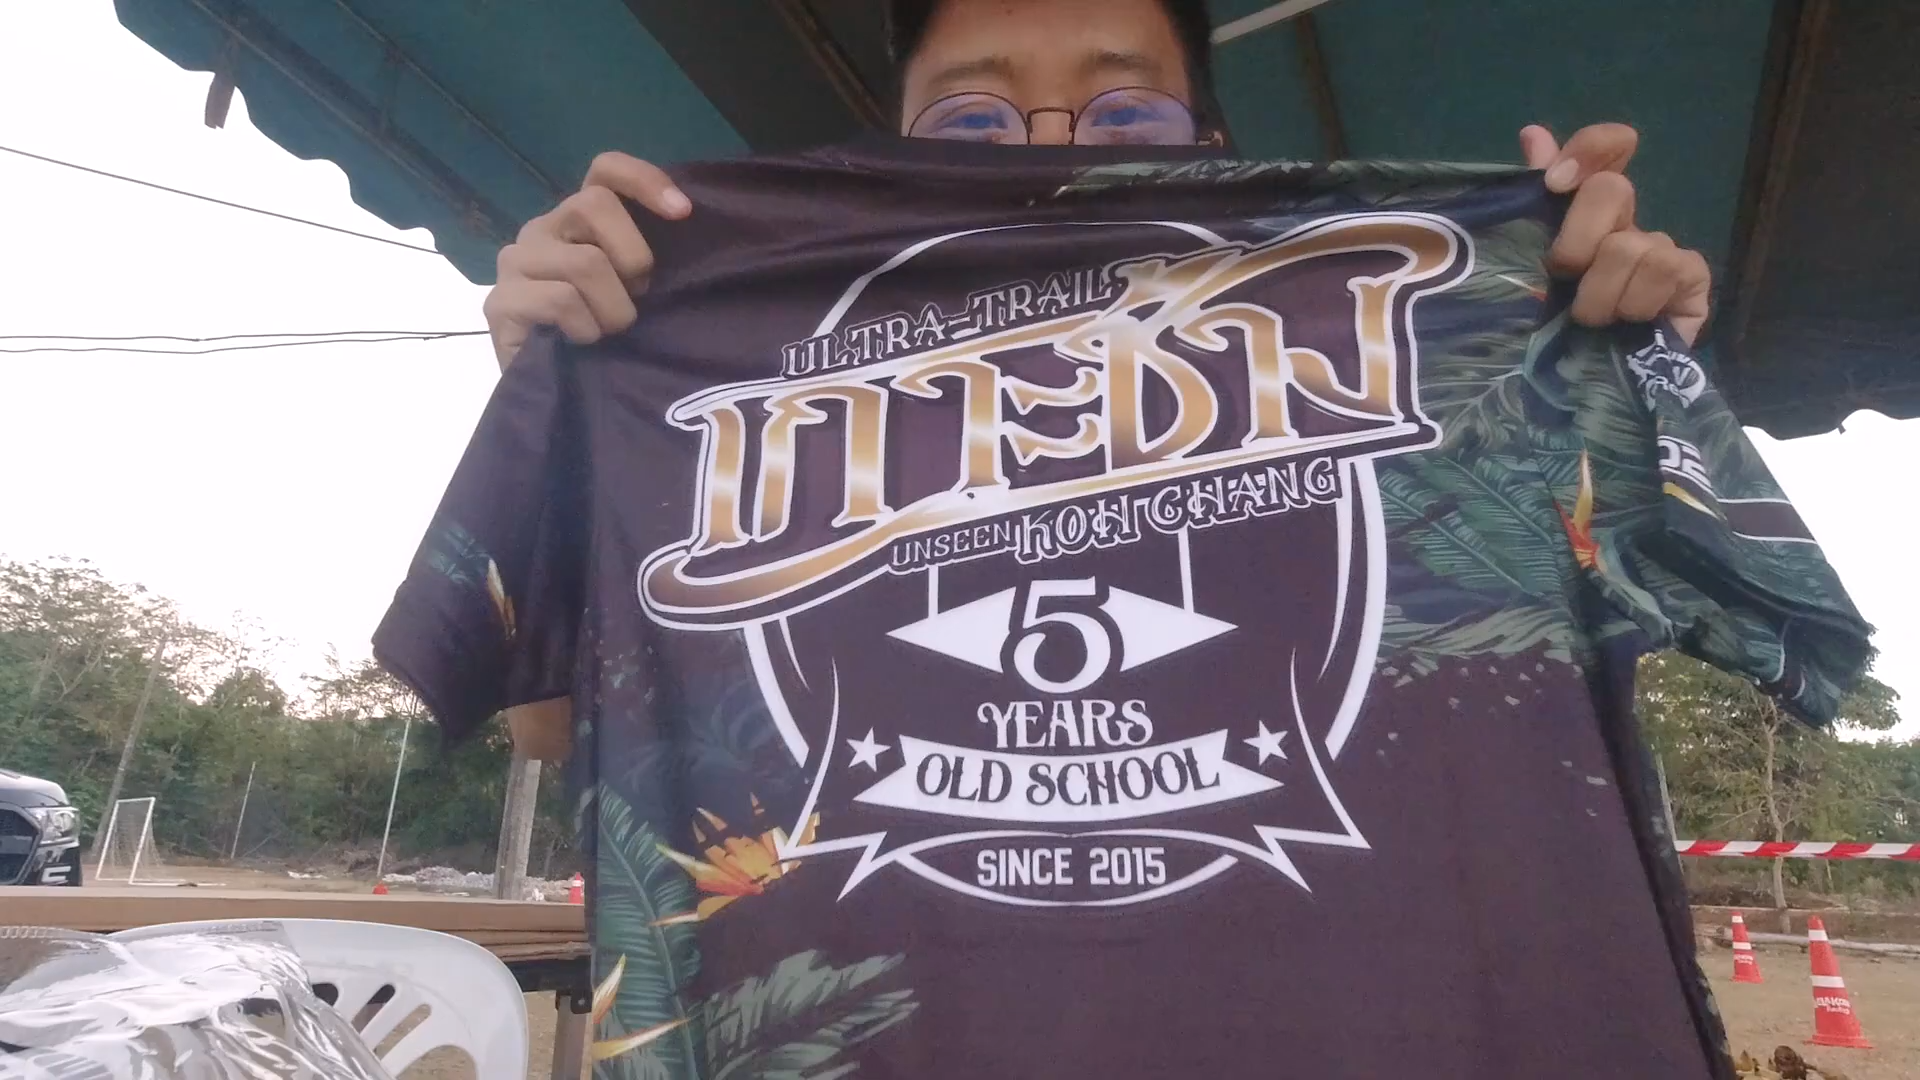 ULTRA-TRAIL
เกาะช้าง
UNSEEN KOH CHANG
5
YEARS
OLD SCHOOL
SINCE 2015